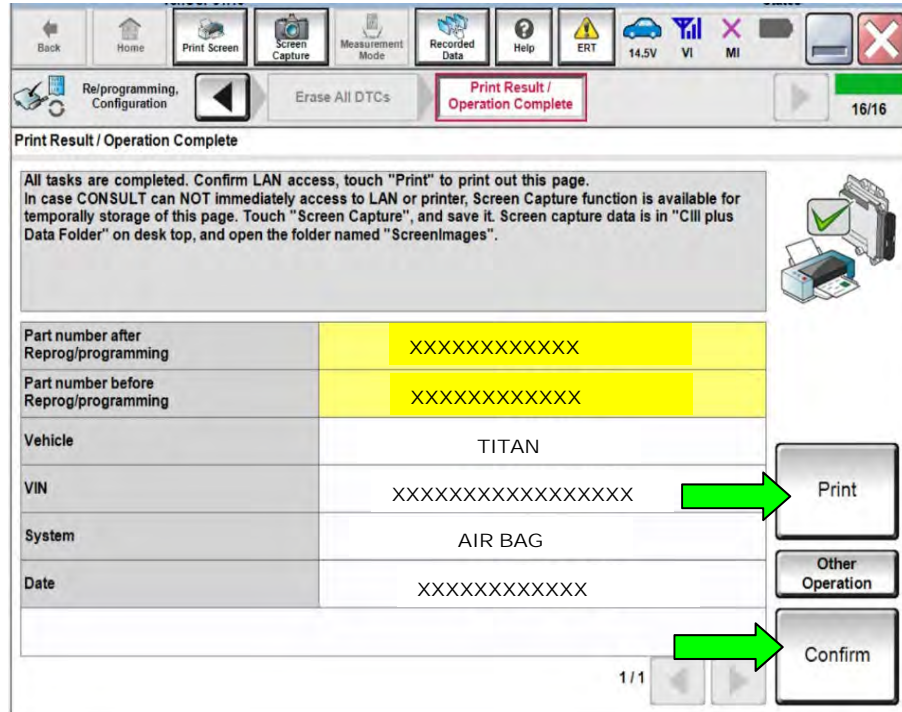 Back
Home
Print Screen
Screen
Capture
Measurement
Mode
Recorded
Data
Help
ERT
14.5V
VI
MI
Re/programming,
Configuration
Erase All DTCs
Print Result /
Operation Complete
16/16
Print Result / Operation Complete
All tasks are completed. Confirm LAN access, touch "Print" to print out this page.
In case CONSULT can NOT immediately access to LAN or printer, Screen Capture function is available for
temporally storage of this page. Touch "Screen Capture", and save it. Screen capture data is in "CIII plus
Data Folder" on desk top, and open the folder named "ScreenImages".
Part number after
Reprog/programming
XXXXXXXXXXXX
Part number before
Reprog/programming
XXXXXXXXXXXX
Vehicle
TITAN
VIN
XXXXXXXXXXXXXXXXX
Print
System
AIR BAG
Other
Operation
Date
XXXXXXXXXXXX
Confirm
1/1